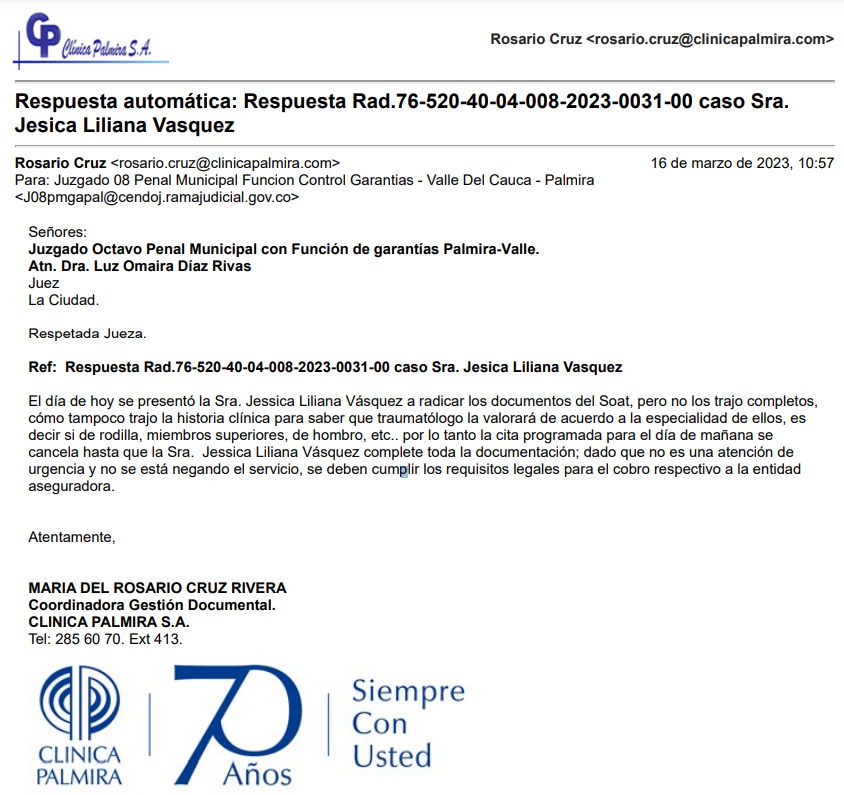 CP Clínica Palmira S.A.
Rosario Cruz <rosario.cruz@clinicapalmira.com>
Respuesta automática: Respuesta Rad.76-520-40-04-008-2023-0031-00 caso Sra.
Jesica Liliana Vasquez
Rosario Cruz <rosario.cruz@clinicapalmira.com> 16 de marzo de 2023, 10:57
Para: Juzgado 08 Penal Municipal Funcion Control Garantias - Valle Del Cauca - Palmira
<J08pmgapal@cendoj.ramajudicial.gov.co>
Señores:
Juzgado Octavo Penal Municipal con Función de garantías Palmira-Valle.
Atn. Dra. Luz Omaira Díaz Rivas
Juez
La Ciudad.
Respetada Jueza.
Ref: Respuesta Rad.76-520-40-04-008-2023-0031-00 caso Sra. Jesica Liliana Vasquez
El día de hoy se presentó la Sra. Jessica Liliana Vásquez a radicar los documentos del Soat, pero no los trajo completos,
cómo tampoco trajo la historia clínica para saber que traumatólogo la valorará de acuerdo a la especialidad de ellos, es
decir si de rodilla, miembros superiores, de hombro, etc.. por lo tanto la cita programada para el día de mañana se
cancela hasta que la Sra. Jessica Liliana Vásquez complete toda la documentación; dado que no es una atención de
urgencia y no se está negando el servicio, se deben cumplir los requisitos legales para el cobro respectivo a la entidad
aseguradora.
Atentamente,
MARIA DEL ROSARIO CRUZ RIVERA
Coordinadora Gestión Documental.
CLINICA PALMIRA S.A.
Tel: 285 60 70. Ext 413.
CLINICA
PALMIRA
70
Años
Siempre
Con
Usted